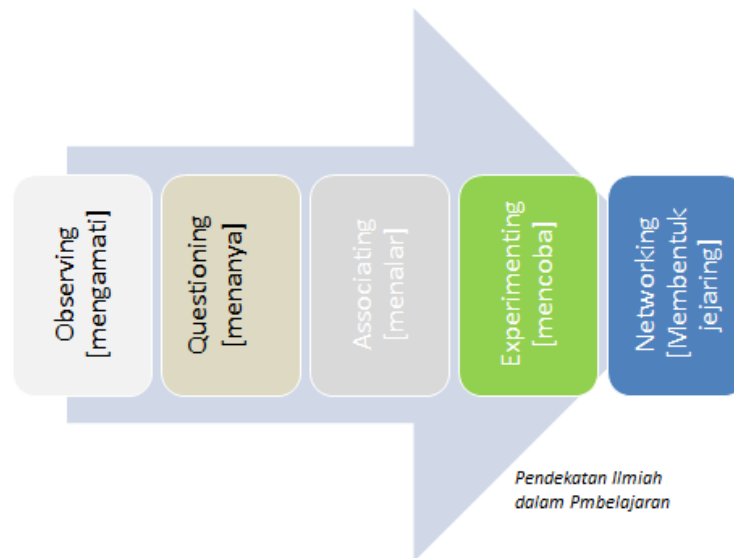 Observing
[mengamati]
Questioning
[menanya]
Associating
[menalar]
Experimenting
[mencoba]
Networking
[Membentuk
jejaring]
Pendekatan Ilmiah
dalam Pmbelajaran